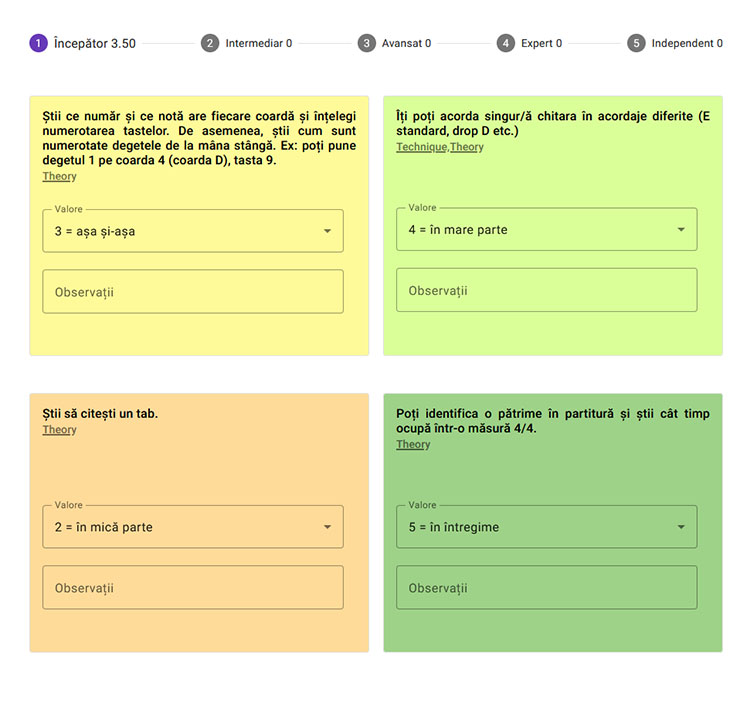 1 Începător 3.50 2 Intermediar 0 3 Avansat 0 4 Expert 0 5 Independent 0
Știi ce număr și ce notă are fiecare coardă și înțelegi
numerotarea tastelor. De asemenea, știi cum sunt
numerotate degetele de la mâna stângă. Ex: poți pune
degetul 1 pe coarda 4 (coarda D), tasta 9.
Theory
Valore
3 = așa și-așa
Observații
Îți poți acorda singur/ă chitara în acordaje diferite (E
standard, drop D etc.)
Technique,Theory
Valore
4 = în mare parte
Observații
Știi să citești un tab.
Theory
Valore
2 = în mică parte
Observații
Poți identifica o pătrime în partitură și știi cât timp
ocupă într-o măsură 4/4.
Theory
Valore
5 = în întregime
Observații